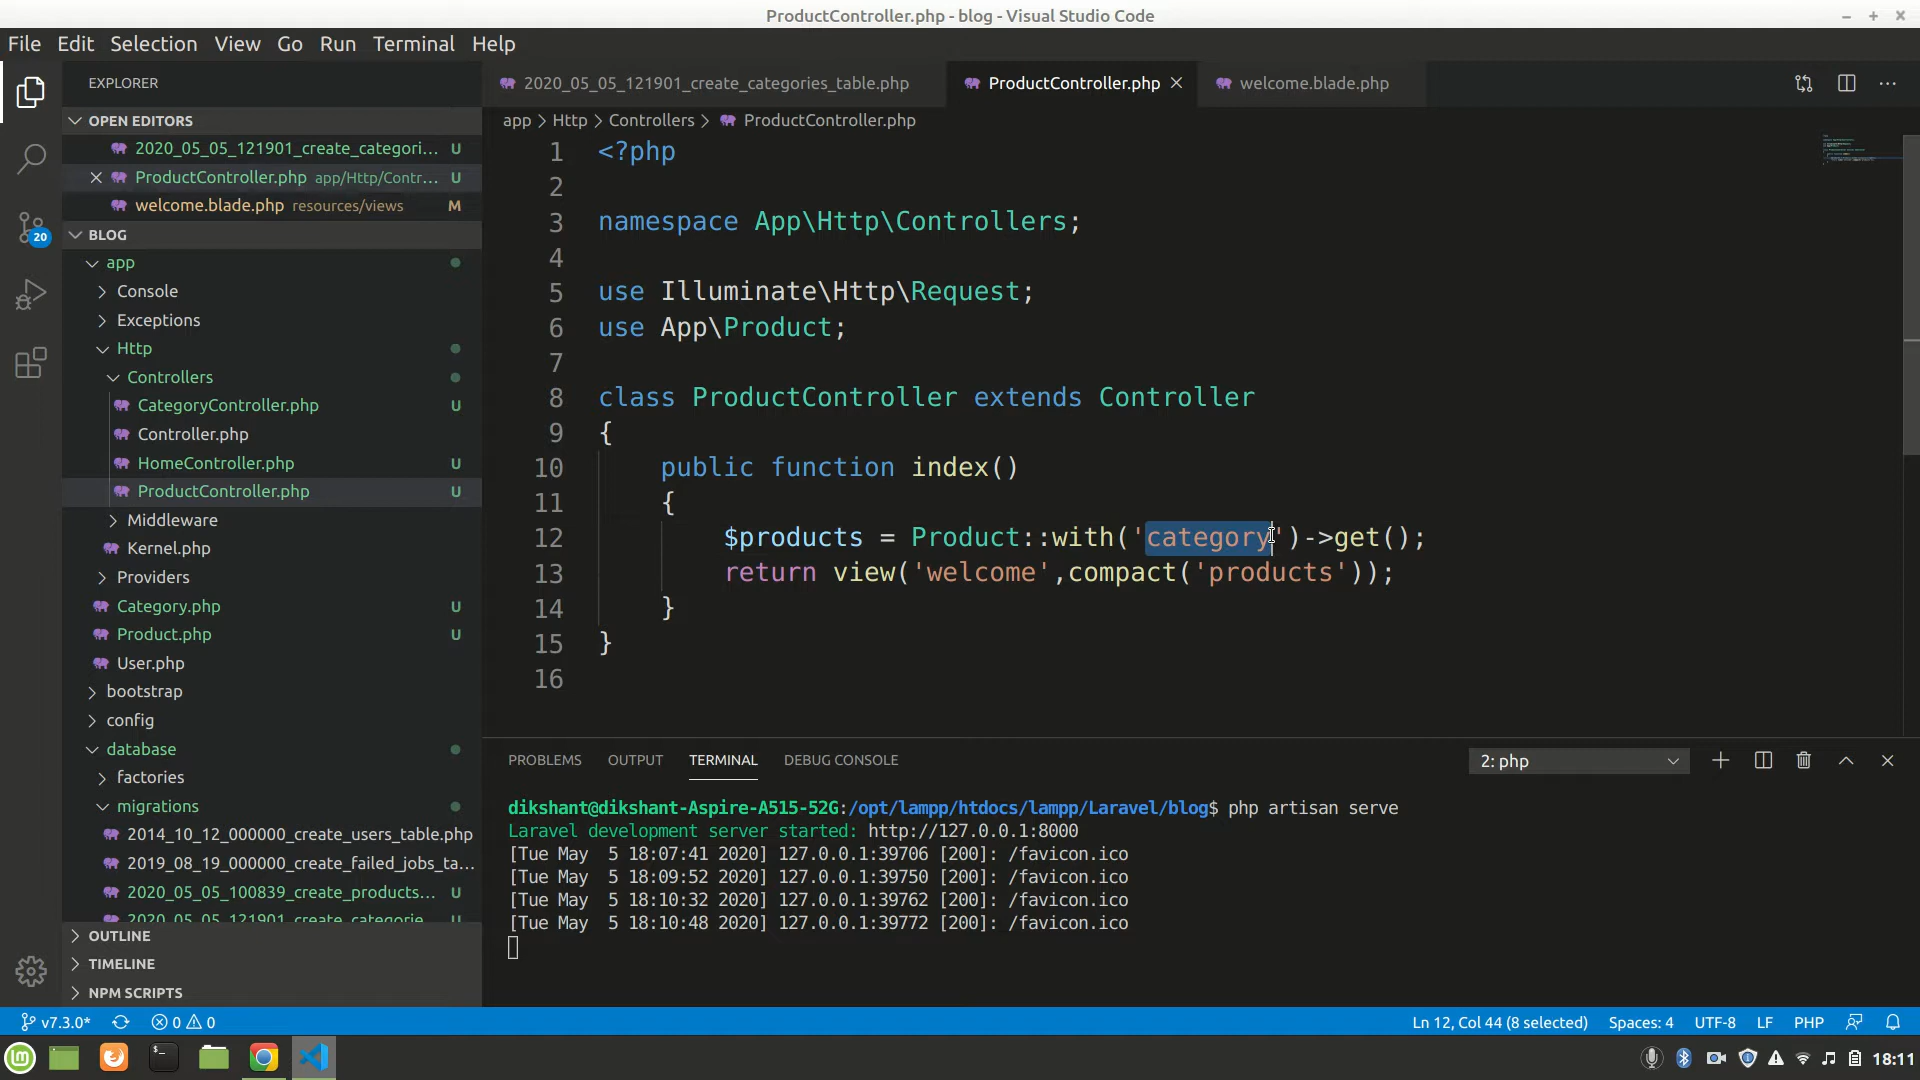 ProductController.php - blog - Visual Studio Code
File Edit Selection View Go Run Terminal Help
EXPLORER
OPEN EDITORS
2020_05_05_121901_create_categori... U
ProductController.php app/Http/Contr... U
welcome.blade.php resources/views M
BLOG
app
Console
Exceptions
Http
Controllers
CategoryController.php U
Controller.php
HomeController.php U
ProductController.php U
Middleware
Kernel.php
Providers
Category.php U
Product.php U
User.php
bootstrap
config
database
factories
migrations
2014_10_12_000000_create_users_table.php
2019_08_19_000000_create_failed_jobs_ta...
2020_05_05_100839_create_products... U
2020_05_05_121901_create_categorie
OUTLINE
TIMELINE
NPM SCRIPTS
20
2020_05_05_121901_create_categories_table.php
ProductController.php
welcome.blade.php
app > Http > Controllers > ProductController.php
1 <?php
2
3 namespace App\Http\Controllers;
4
5 use Illuminate\Http\Request;
6 use App\Product;
7
8 class ProductController extends Controller
9 {
10 public function index()
11 {
12 $products = Product::with('category')->get();
13 return view('welcome',compact('products'));
14 }
15 }
16
PROBLEMS OUTPUT TERMINAL DEBUG CONSOLE 2: php
dikshant@dikshant-Aspire-A515-52G:/opt/lampp/htdocs/lampp/Laravel/blog$ php artisan serve
Laravel development server started: http://127.0.0.1:8000
[Tue May  5 18:07:41 2020] 127.0.0.1:39706 [200]: /favicon.ico
[Tue May  5 18:09:52 2020] 127.0.0.1:39750 [200]: /favicon.ico
[Tue May  5 18:10:32 2020] 127.0.0.1:39762 [200]: /favicon.ico
[Tue May  5 18:10:48 2020] 127.0.0.1:39772 [200]: /favicon.ico
v7.3.0* 0 0 Ln 12, Col 44 (8 selected) Spaces: 4 UTF-8 LF PHP
18:11